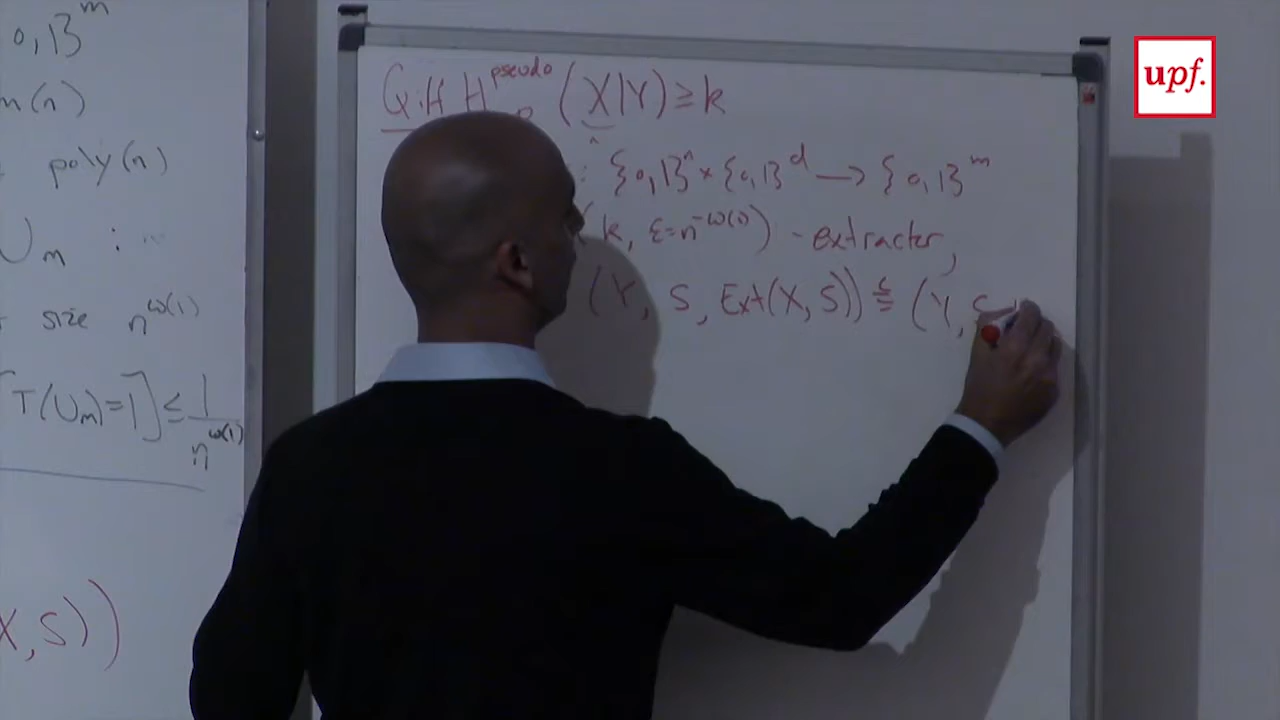 0,1}^m
m(n)
poly(n)
U_m :
size n^ω(1)
T(U_m)=1] ≤ 1/n^ω(1)
X, S))
Q: if H^pseudo (X|Y) ≥ k
: {0,1}^n × {0,1}^d → {0,1}^m
(k, ε=n^-ω(1)) - extractor,
(Y, S, Ext(X, S)) ≡^c (Y, S
upf.